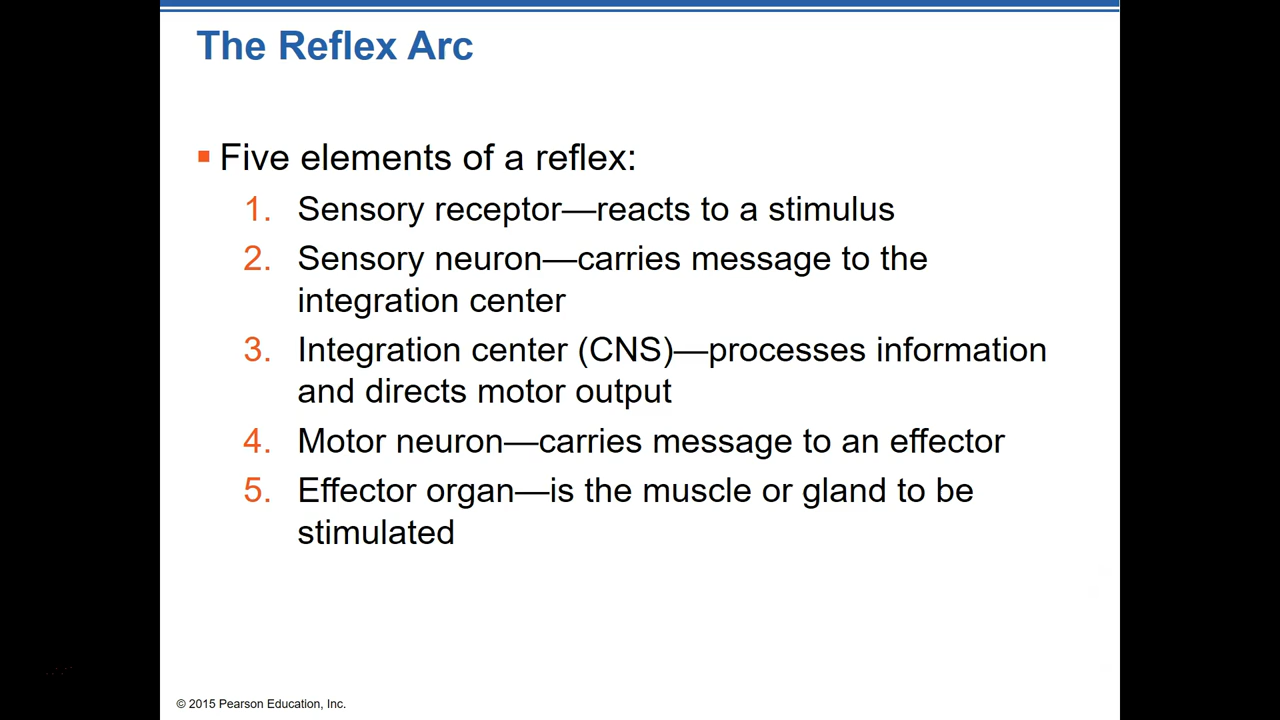 The Reflex Arc
Five elements of a reflex:
1. Sensory receptor—reacts to a stimulus
2. Sensory neuron—carries message to the
integration center
3. Integration center (CNS)—processes information
and directs motor output
4. Motor neuron—carries message to an effector
5. Effector organ—is the muscle or gland to be
stimulated
© 2015 Pearson Education, Inc.